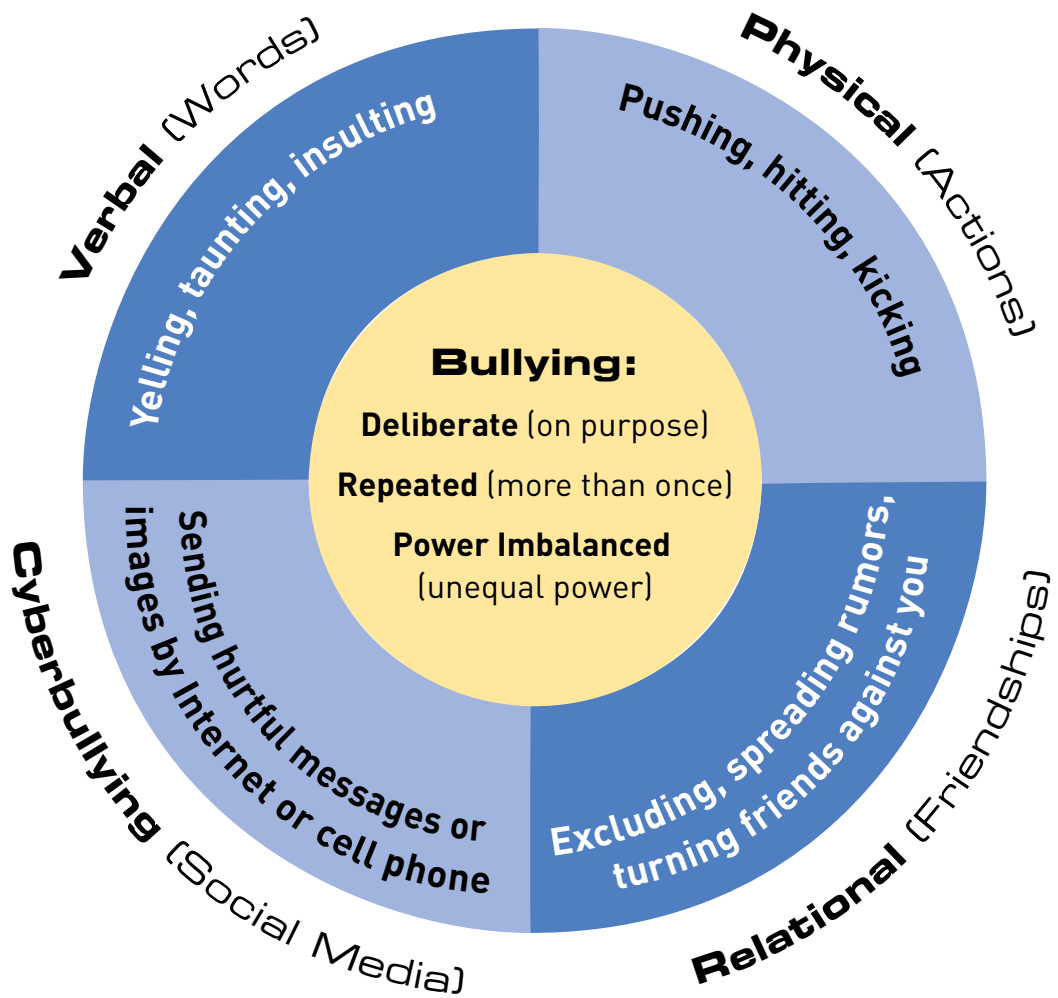 Verbal (Words)
Yelling, taunting, insulting
Physical (Actions)
Pushing, hitting, kicking
Bullying:
Deliberate (on purpose)
Repeated (more than once)
Power Imbalanced
(unequal power)
Cyberbullying (Social Media)
Sending hurtful messages or
images by Internet or cell phone
Relational (Friendships)
Excluding, spreading rumors,
turning friends against you